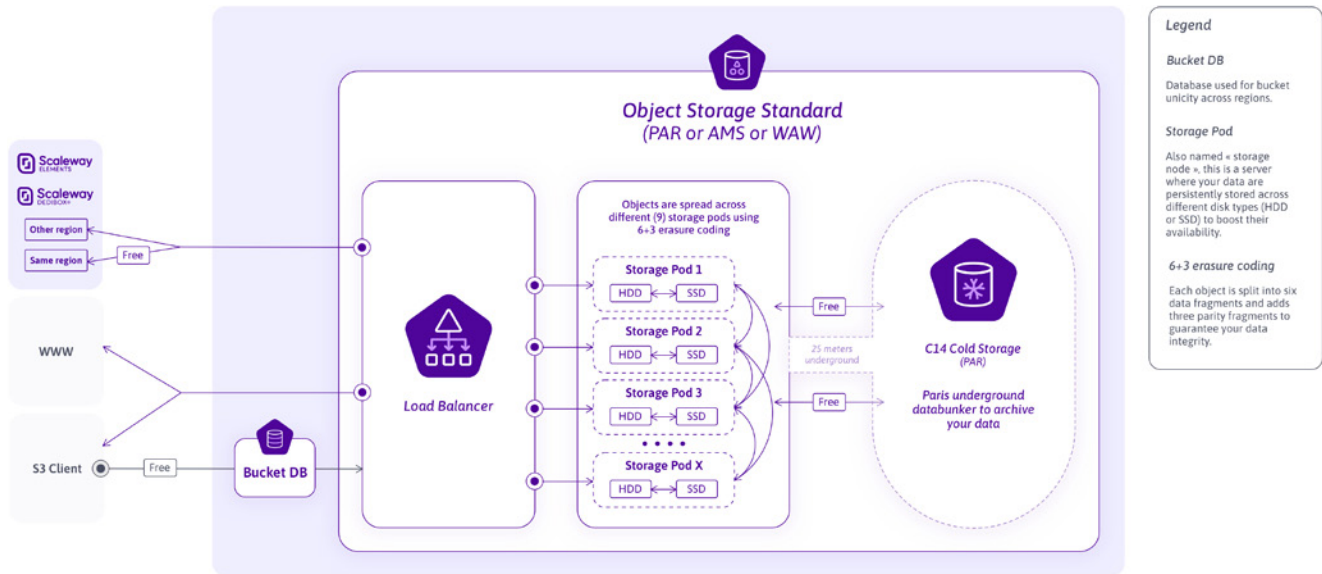 Object Storage Standard
(PAR or AMS or WAW)
Scaleway
ELEMENTS
Scaleway
DEDIBOX
Other region
Same region
Free
WWW
S3 Client
Free
Bucket DB
Load Balancer
Objects are spread across
different (9) storage pods using
6+3 erasure coding
Storage Pod 1
HDD
SSD
Storage Pod 2
HDD
SSD
Storage Pod 3
HDD
SSD
Storage Pod X
HDD
SSD
Free
25 meters
underground
Free
C14 Cold Storage
(PAR)
Paris underground
databunker to archive
your data
Legend
Bucket DB
Database used for bucket
unicity across regions.
Storage Pod
Also named « storage
node », this is a server
where your data are
persistently stored across
different disk types (HDD
or SSD) to boost their
availability.
6+3 erasure coding
Each object is split into six
data fragments and adds
three parity fragments to
guarantee your data
integrity.